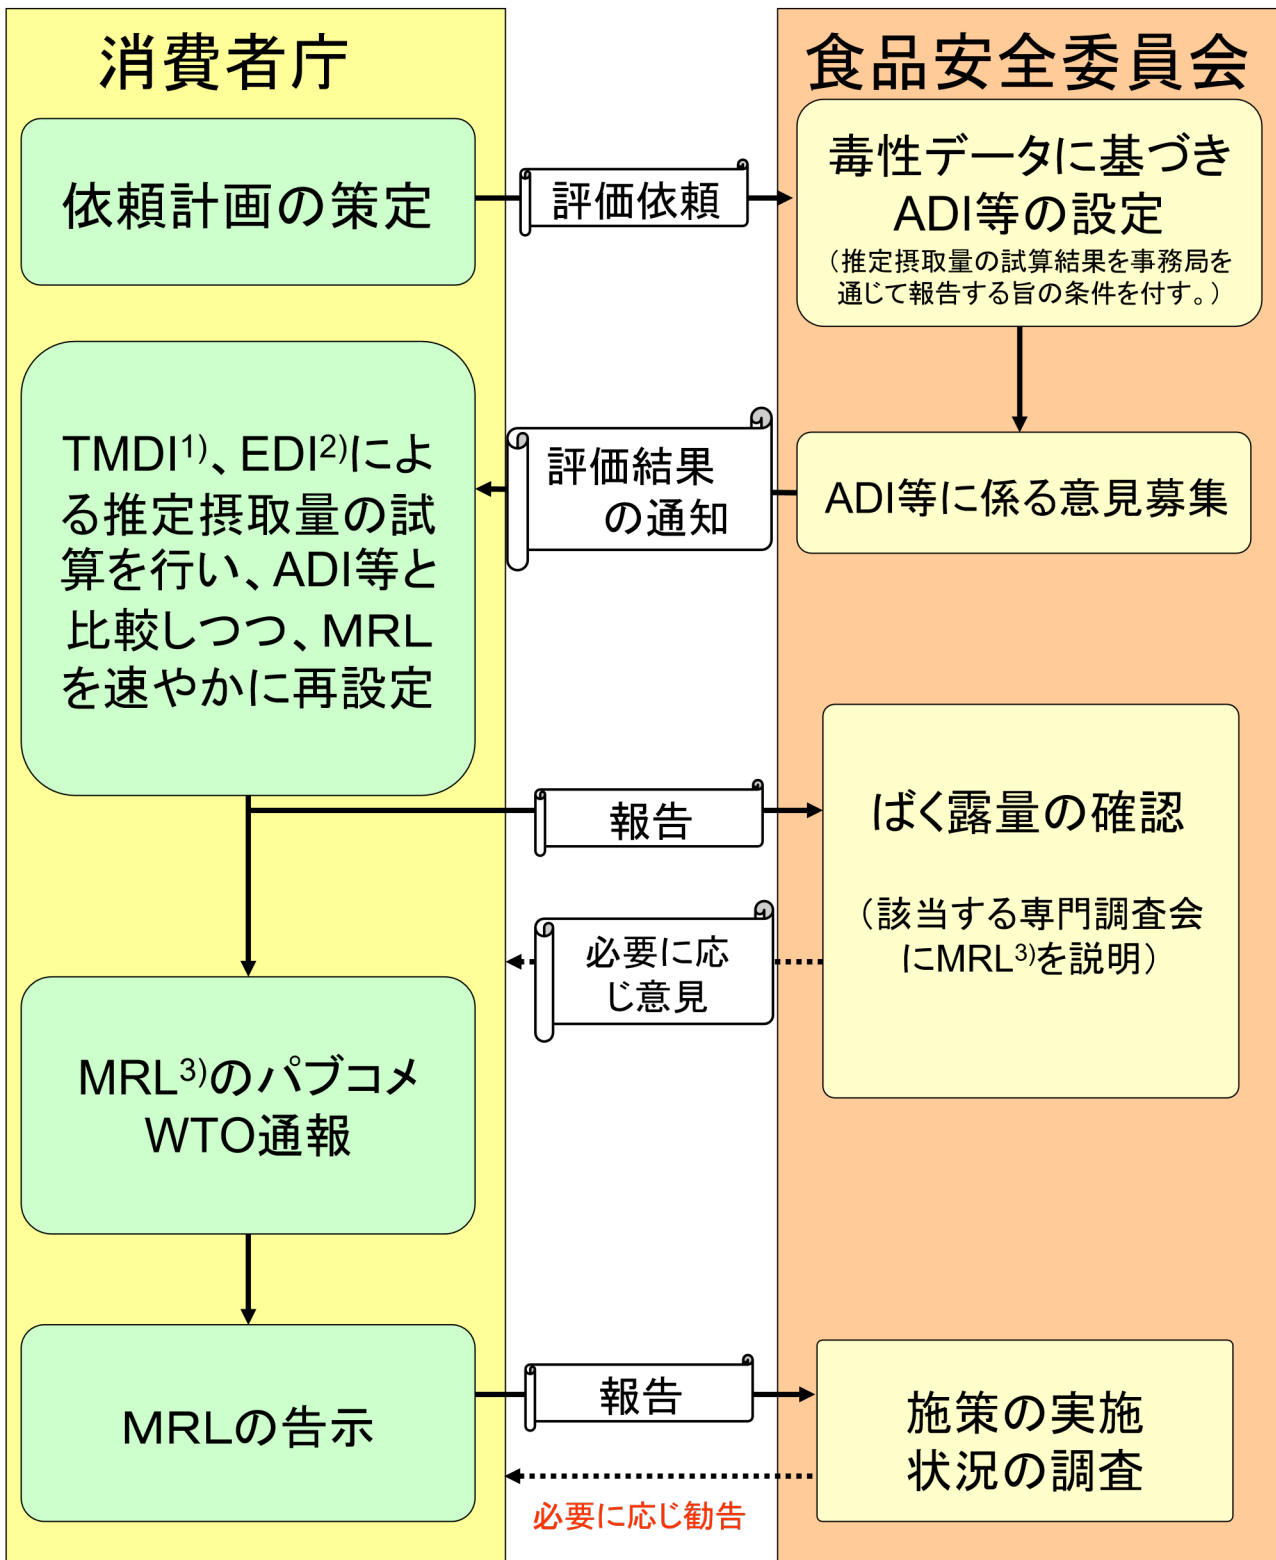 消費者庁
食品安全委員会
依頼計画の策定
評価依頼
毒性データに基づき
ADI等の設定
（推定摂取量の試算結果を事務局を
通じて報告する旨の条件を付す。）
TMDI1)、EDI2)によ
る推定摂取量の試
算を行い、ADI等と
比較しつつ、ＭＲＬ
を速やかに再設定
評価結果
の通知
ADI等に係る意見募集
報告
ばく露量の確認
（該当する専門調査会
にMRL3)を説明）
必要に応
じ意見
MRL3)のパブコメ
WTO通報
ＭＲＬの告示
報告
施策の実施
状況の調査
必要に応じ勧告